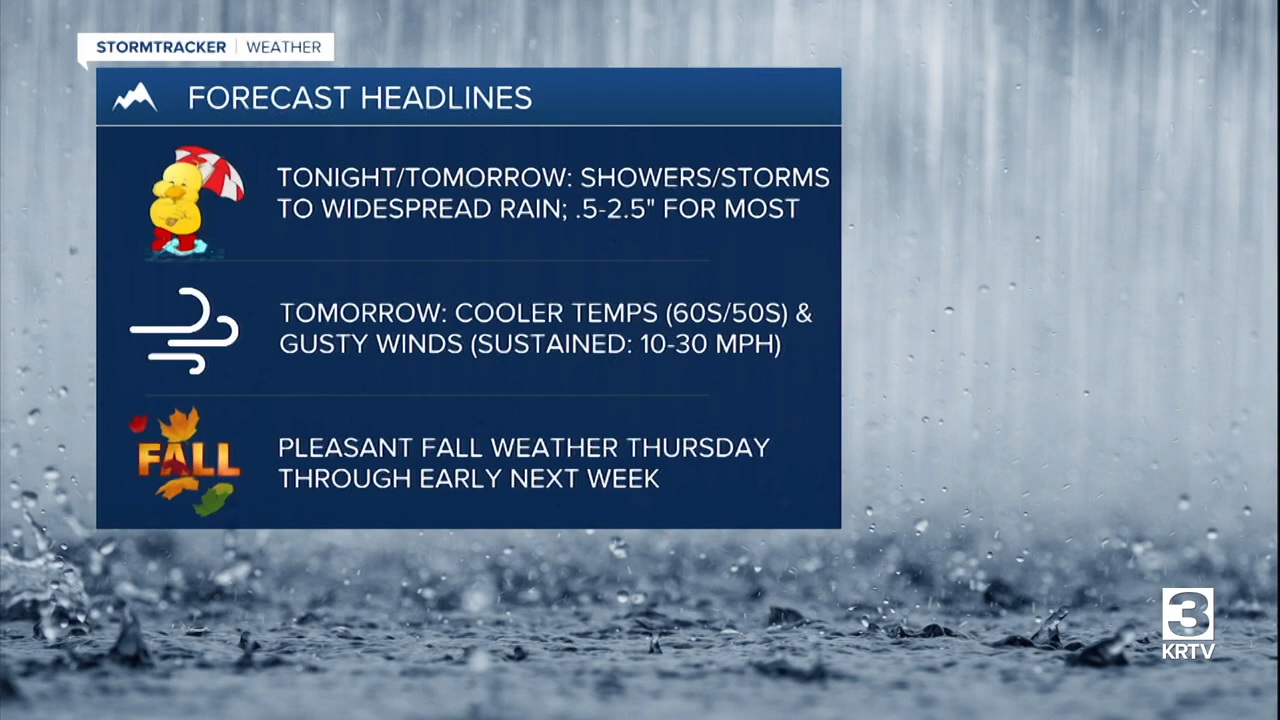 STORMTRACKER | WEATHER
FORECAST HEADLINES
TONIGHT/TOMORROW: SHOWERS/STORMS
TO WIDESPREAD RAIN; .5-2.5" FOR MOST
TOMORROW: COOLER TEMPS (60S/50S) &
GUSTY WINDS (SUSTAINED: 10-30 MPH)
FALL
PLEASANT FALL WEATHER THURSDAY
THROUGH EARLY NEXT WEEK
3
KRTV